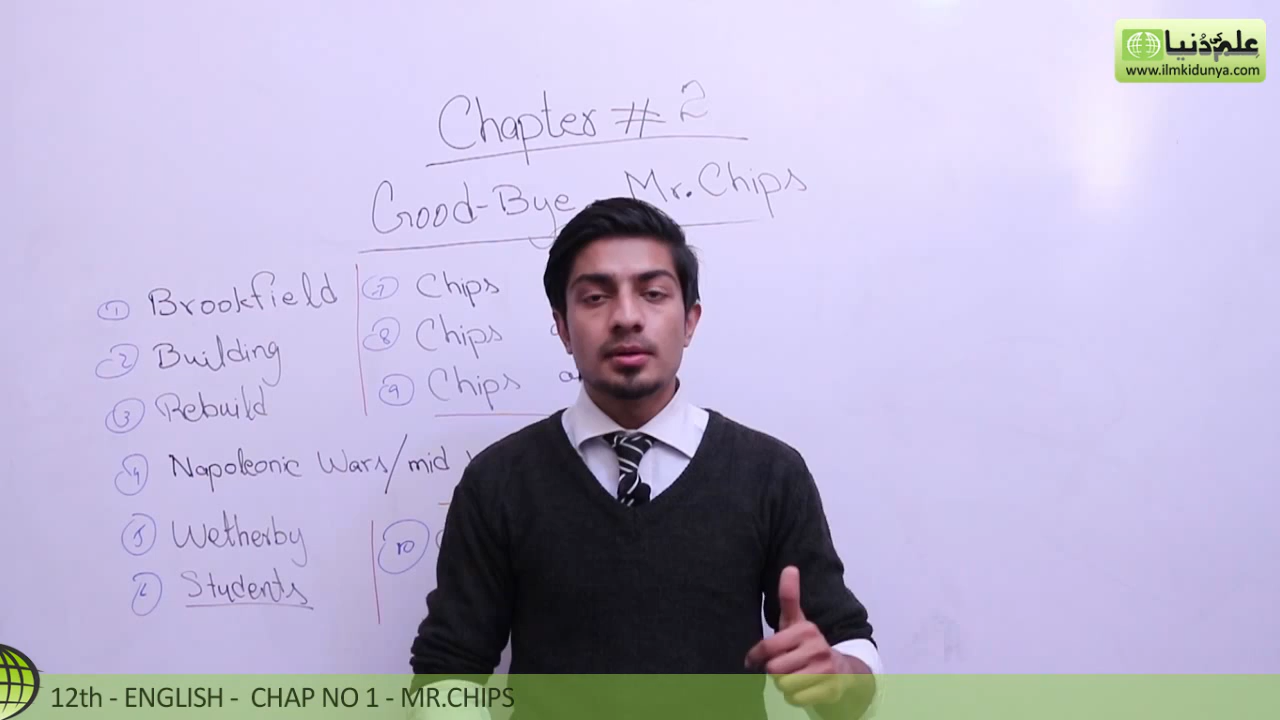 علم کی دُنیا
www.ilmkidunya.com
Chapter # 2
Good-Bye Mr. Chips
1 Brookfield
2 Building
3 Rebuild
4 Napoleonic Wars/mid
5 Wetherby
6 Students
7 Chips
8 Chips
9 Chips
10
12th - ENGLISH - CHAP NO 1 - MR.CHIPS